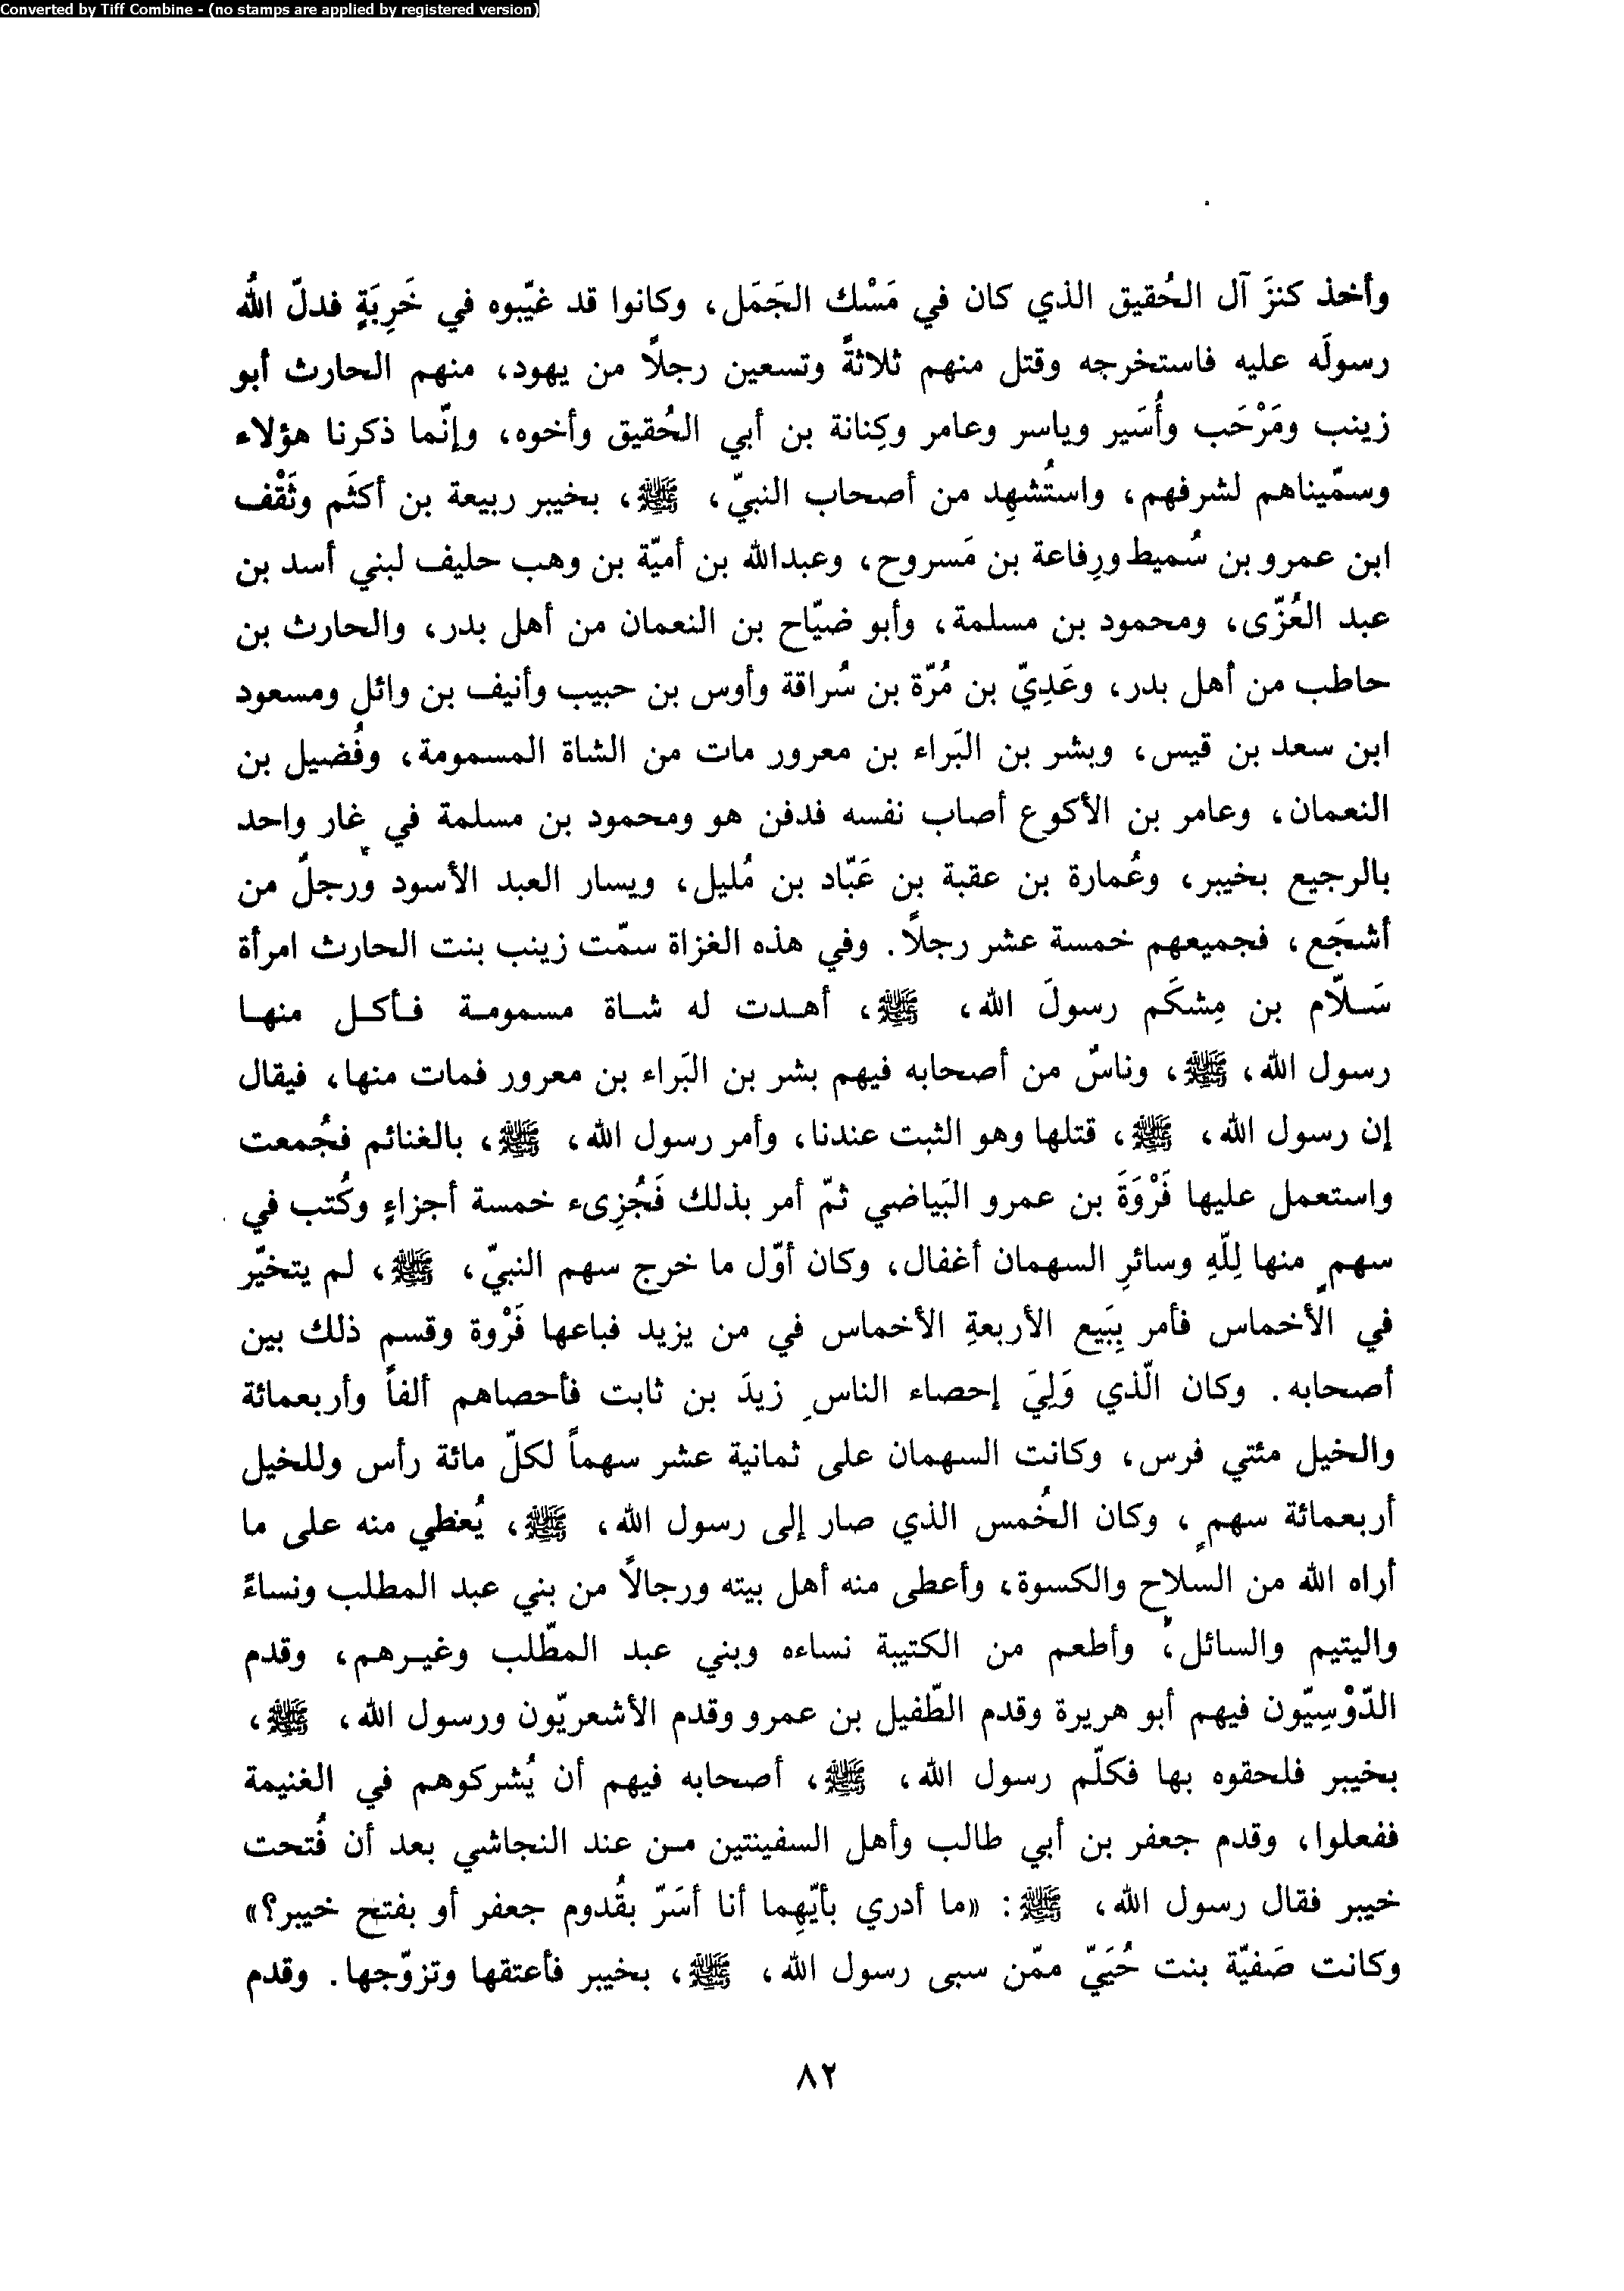 Converted by Tiff Combine - (no stamps are applied by registered version)
وأخذ كنزَ آل الحُقيق الذي كان في مَسْك الجَمَل، وكانوا قد غيّبوه في خَرِبَةٍ فدلّ اللهُ
رسولَه عليه فاستخرجه وقتل منهم ثلاثةً وتسعين رجلاً من يهود، منهم الحارث أبو
زينب ومَرْحَب وأُسَير وياسر وعامر وكِنانة بن أبي الحُقيق وأخوه، وإنّما ذكرنا هؤلاء
وسمّيناهم لشرفهم، واستُشهِد من أصحاب النبيّ، ﷺ، بخيبر ربيعة بن أكثَم وثَقْف
ابن عمرو بن سُميط ورِفاعة بن مَسروح، وعبدالله بن أميّة بن وهب حليف لبني أسد بن
عبد العُزّى، ومحمود بن مسلمة، وأبو ضيّاح بن النعمان من أهل بدر، والحارث بن
حاطب من أهل بدر، وعَدِيّ بن مُرّة بن سُراقة وأوس بن حبيب وأنيف بن وائل ومسعود
ابن سعد بن قيس، وبشر بن البَراء بن معرور مات من الشاة المسمومة، وفُضيل بن
النعمان، وعامر بن الأكوع أصاب نفسه فدفن هو ومحمود بن مسلمة في غار واحد
بالرجيع بخيبر، وعُمارة بن عقبة بن عَبّاد بن مُليل، ويسار العبد الأسود ورجلٌ من
أشجَع، فجميعهم خمسة عشر رجلاً. وفي هذه الغزاة سمّت زينب بنت الحارث امرأة
سَلاّم بن مِشكَم رسولَ الله، ﷺ، أهدت له شاة مسمومة فأكل منها
رسول الله، ﷺ، وناسٌ من أصحابه فيهم بشر بن البَراء بن معرور فمات منها، فيقال
إن رسول الله، ﷺ، قتلها وهو الثبت عندنا، وأمر رسول الله، ﷺ، بالغنائم فجُمعت
واستعمل عليها فَرْوَةَ بن عمرو البَياضي ثمّ أمر بذلك فَجُزِىء خمسة أجزاءٍ وكُتب في
سهمٍ منها لِلّهِ وسائرِ السهمان أغفال، وكان أوّل ما خرج سهم النبيّ، ﷺ، لم يتخيّر
في الأخماس فأمر بِبَيع الأربعةِ الأخماس في من يزيد فباعها فَرْوة وقسم ذلك بين
أصحابه. وكان الّذي وَلِيَ إحصاء الناسِ زيدَ بن ثابت فأحصاهم ألفاً وأربعمائة
والخيل مئتي فرس، وكانت السهمان على ثمانية عشر سهماً لكلّ مائة رأس وللخيل
أربعمائة سهمٍ، وكان الخُمس الذي صار إلى رسول الله، ﷺ، يُعطي منه على ما
أراه الله من السلاحِ والكسوة، وأعطى منه أهل بيته ورجالاً من بني عبد المطلب ونساءً
واليتيم والسائل، وأطعم من الكتيبة نساءه وبني عبد المطّلب وغيرهم، وقدم
الدّوْسِيّون فيهم أبو هريرة وقدم الطّفيل بن عمرو وقدم الأشعريّون ورسول الله، ﷺ،
بخيبر فلحقوه بها فكلّم رسول الله، ﷺ، أصحابه فيهم أن يُشركوهم في الغنيمة
ففعلوا، وقدم جعفر بن أبي طالب وأهل السفينتين من عند النجاشي بعد أن فُتحت
خيبر فقال رسول الله، ﷺ: «ما أدري بأيّهِما أنا أسَرّ بقُدوم جعفر أو بفتح خيبر؟»
وكانت صَفيّة بنت حُيَيّ ممّن سبى رسول الله، ﷺ، بخيبر فأعتقها وتزوّجها. وقدم
٨٢